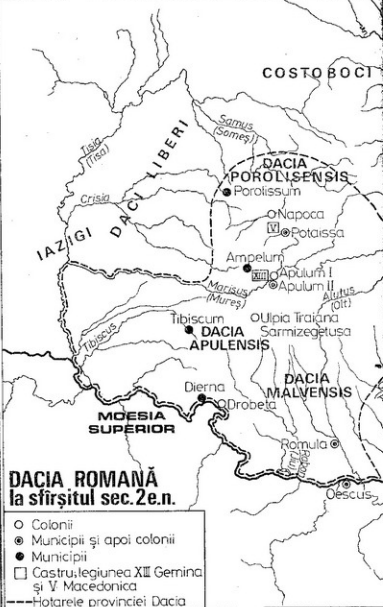 COSTOBOCI
Samus
(Someș)
Tisia
(Tisa)
DACI LIBERI
DACIA
POROLISENSIS
Porolissum
Crisia
Napoca
V
Potaissa
IAZIGI
Ampelum
XIII
Apulum I
Apulum II
Marisus
(Mureș)
Alutus
(Olt)
Tibiscum
Ulpia Traiana
Sarmizegetusa
Tibiscus
DACIA
APULENSIS
DACIA
MALVENSIS
Dierna
Drobeta
MOESIA
SUPERIOR
Romula
Oescus
DACIA ROMANĂ
la sfîrșitul sec. 2 e.n.
Colonii
Municipii și apoi colonii
Municipii
Castru; legiunea XIII Gemina
și V Macedonica
Hotarele provinciei Dacia